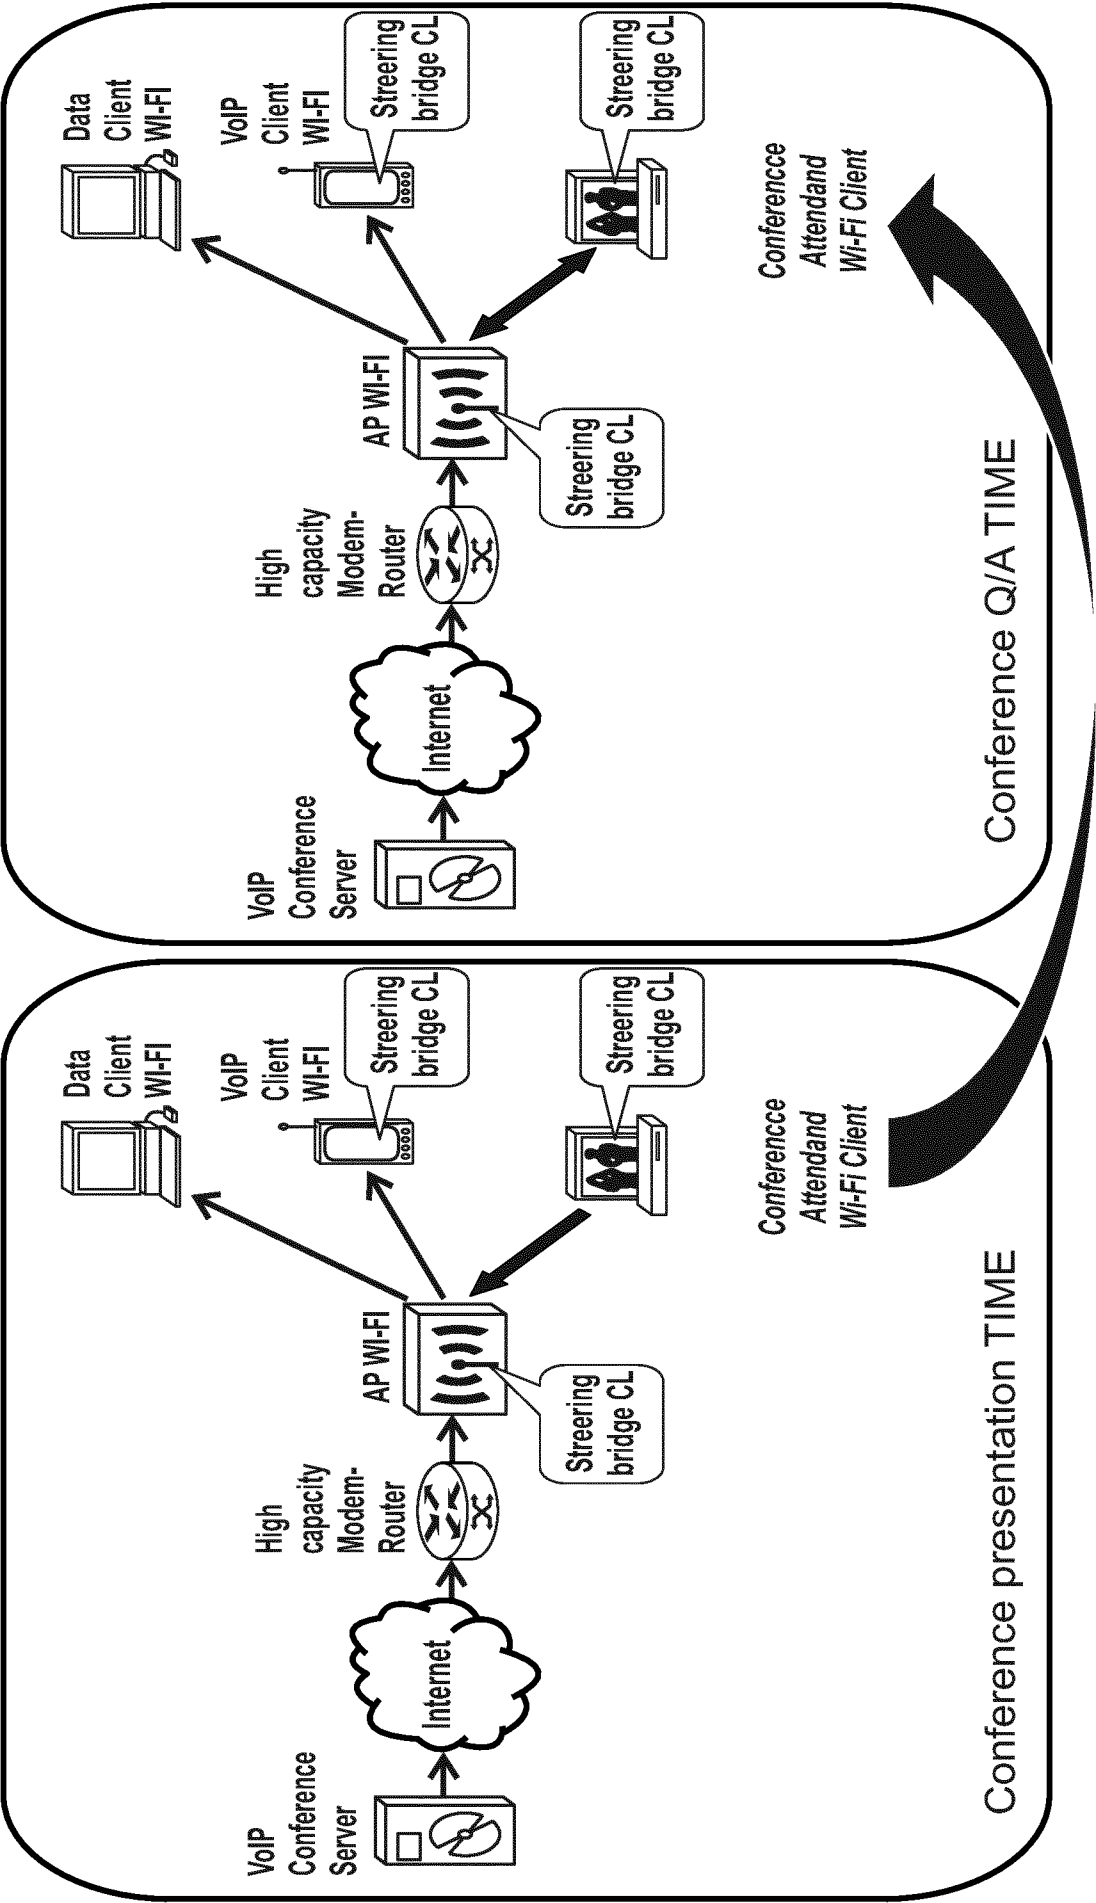 VoIP
Conference
Server
Internet
High
capacity
Modem-
Router
AP WI-FI
Streering
bridge CL
Data
Client
WI-FI
VoIP
Client
WI-FI
Streering
bridge CL
Streering
bridge CL
Conferencce
Attendand
Wi-Fi Client
Conference presentation TIME
VoIP
Conference
Server
Internet
High
capacity
Modem-
Router
AP WI-FI
Streering
bridge CL
Data
Client
WI-FI
VoIP
Client
WI-FI
Streering
bridge CL
Streering
bridge CL
Conferencce
Attendand
Wi-Fi Client
Conference Q/A TIME